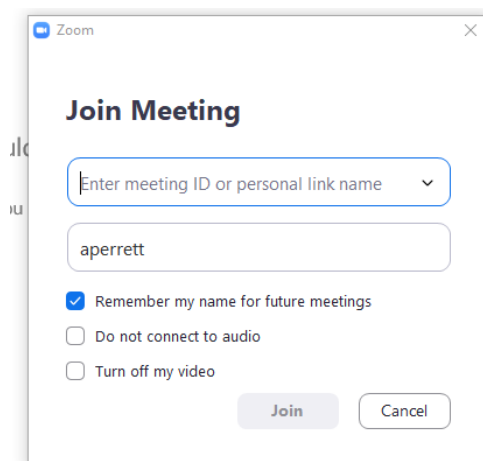 Zoom
Join Meeting
Enter meeting ID or personal link name
aperrett
Remember my name for future meetings
Do not connect to audio
Turn off my video
Join
Cancel